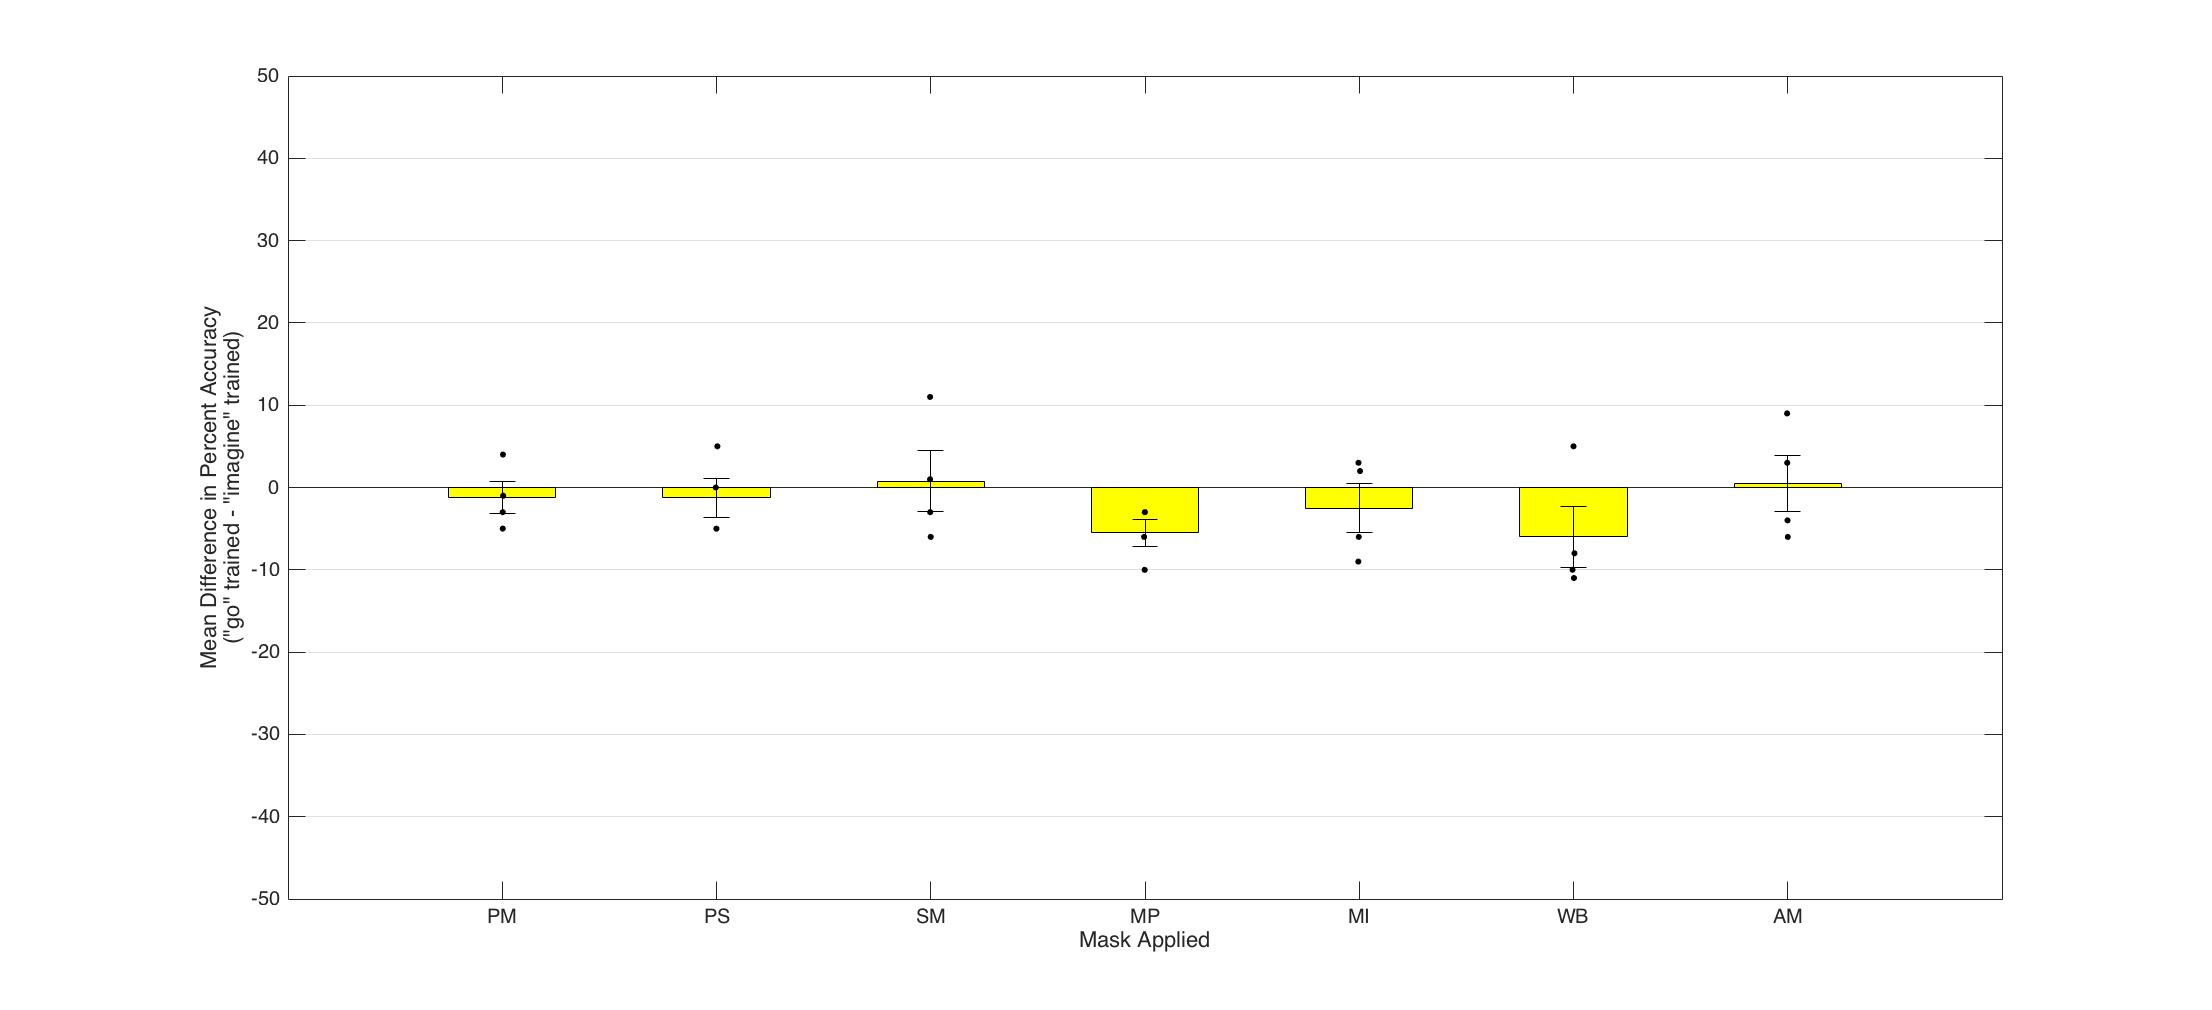 Mean Difference in Percent Accuracy
("go" trained - "imagine" trained)
50
40
30
20
10
0
-10
-20
-30
-40
-50
PM PS SM MP MI WB AM
Mask Applied